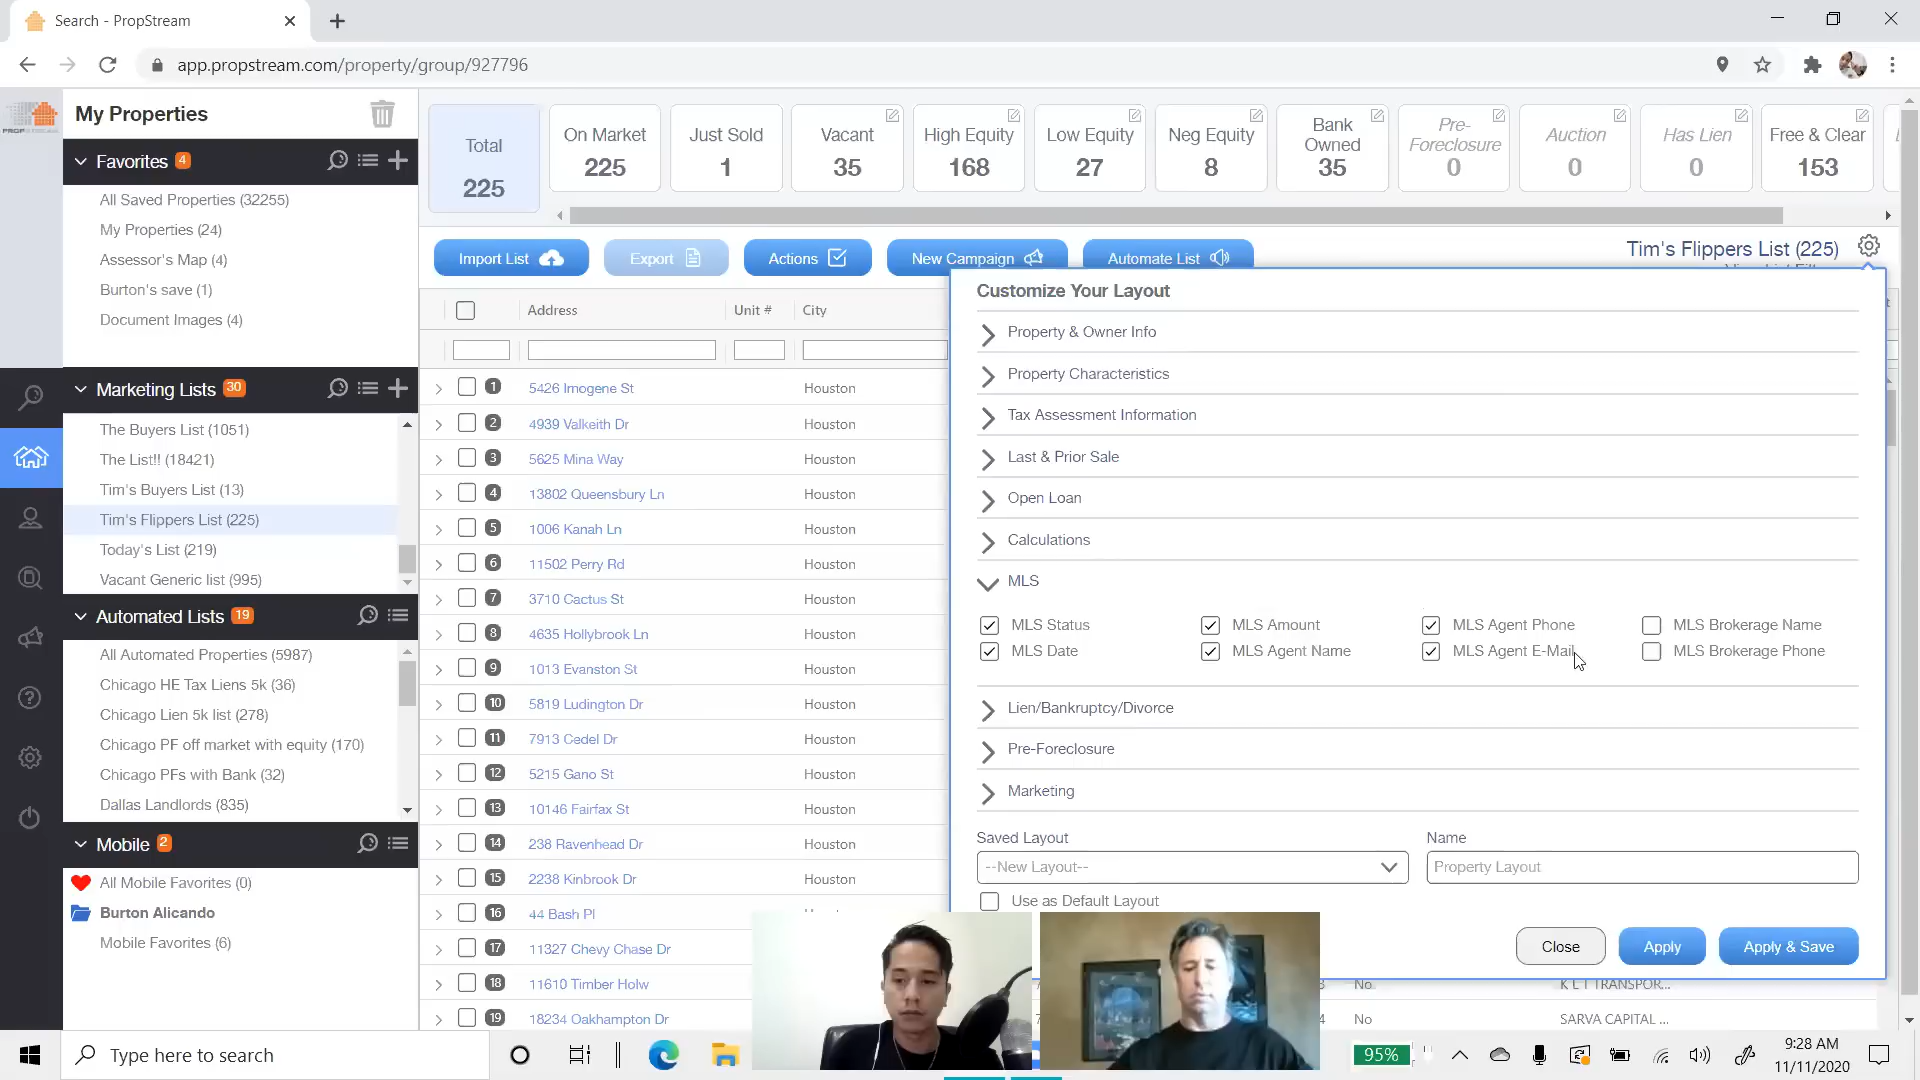 Search - PropStream
app.propstream.com/property/group/927796
My Properties
Favorites 4
All Saved Properties (32255)
My Properties (24)
Assessor's Map (4)
Burton's save (1)
Document Images (4)
Marketing Lists 30
The Buyers List (1051)
The List!! (18421)
Tim's Buyers List (13)
Tim's Flippers List (225)
Today's List (219)
Vacant Generic list (995)
Automated Lists 19
All Automated Properties (5987)
Chicago HE Tax Liens 5k (36)
Chicago Lien 5k list (278)
Chicago PF off market with equity (170)
Chicago PFs with Bank (32)
Dallas Landlords (835)
Mobile 2
All Mobile Favorites (0)
Burton Alicando
Mobile Favorites (6)
Total 225
On Market 225
Just Sold 1
Vacant 35
High Equity 168
Low Equity 27
Neg Equity 8
Bank Owned 35
Pre-Foreclosure 0
Auction 0
Has Lien 0
Free & Clear 153
Import List Export Actions New Campaign Automate List
Tim's Flippers List (225)
Address Unit # City
1 5426 Imogene St Houston
2 4939 Valkeith Dr Houston
3 5625 Mina Way Houston
4 13802 Queensbury Ln Houston
5 1006 Kanah Ln Houston
6 11502 Perry Rd Houston
7 3710 Cactus St Houston
8 4635 Hollybrook Ln Houston
9 1013 Evanston St Houston
10 5819 Ludington Dr Houston
11 7913 Cedel Dr Houston
12 5215 Gano St Houston
13 10146 Fairfax St Houston
14 238 Ravenhead Dr Houston
15 2238 Kinbrook Dr Houston
16 44 Bash Pl
17 11327 Chevy Chase Dr
18 11610 Timber Holw
19 18234 Oakhampton Dr
Customize Your Layout
Property & Owner Info
Property Characteristics
Tax Assessment Information
Last & Prior Sale
Open Loan
Calculations
MLS
MLS Status MLS Amount MLS Agent Phone MLS Brokerage Name
MLS Date MLS Agent Name MLS Agent E-Mail MLS Brokerage Phone
Lien/Bankruptcy/Divorce
Pre-Foreclosure
Marketing
Saved Layout Name
--New Layout-- Property Layout
Use as Default Layout
Close Apply Apply & Save
No K L T TRANSPOR...
4 No SARVA CAPITAL ...
Type here to search
95%
9:28 AM
11/11/2020